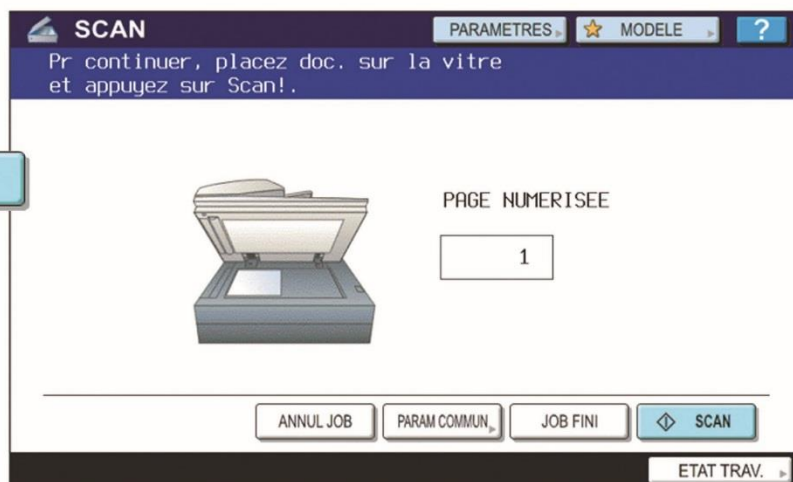 SCAN
PARAMETRES
MODELE
?
Pr continuer, placez doc. sur la vitre
et appuyez sur Scan!.
PAGE NUMERISEE
1
ANNUL JOB
PARAM COMMUN
JOB FINI
SCAN
ETAT TRAV.